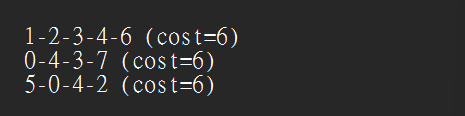 1-2-3-4-6 (cost=6)
0-4-3-7 (cost=6)
5-0-4-2 (cost=6)